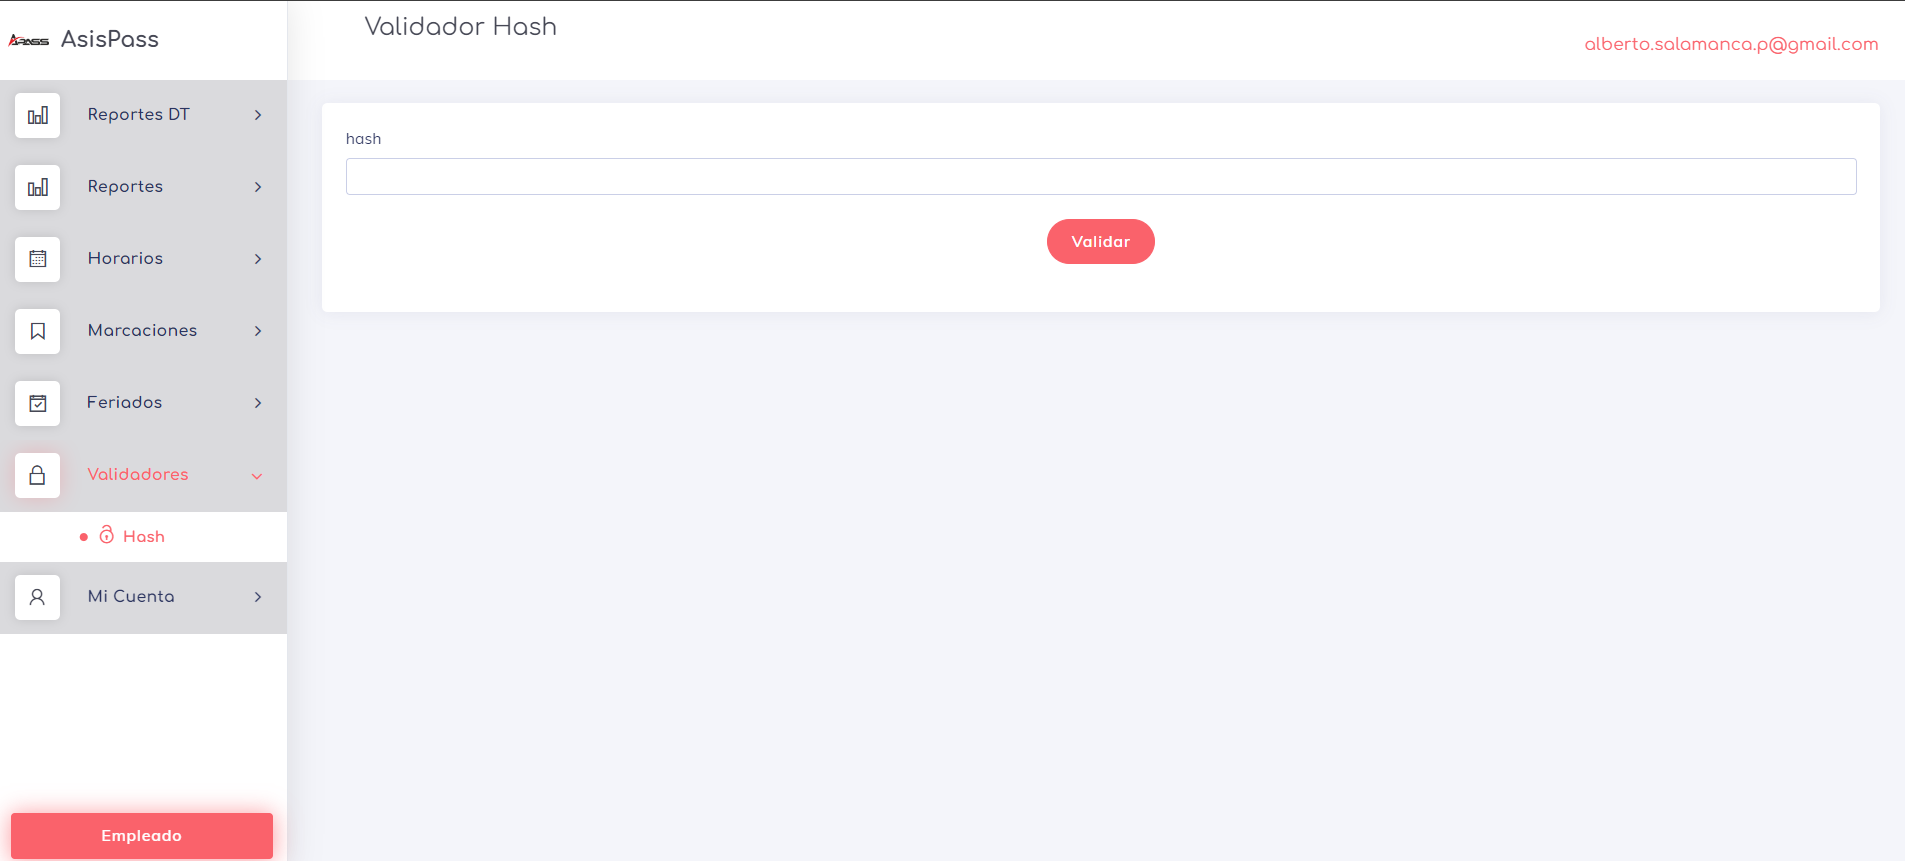 APASS AsisPass
Validador Hash
alberto.salamanca.p@gmail.com
Reportes DT
Reportes
Horarios
Marcaciones
Feriados
Validadores
Hash
Mi Cuenta
Empleado
hash
Validar